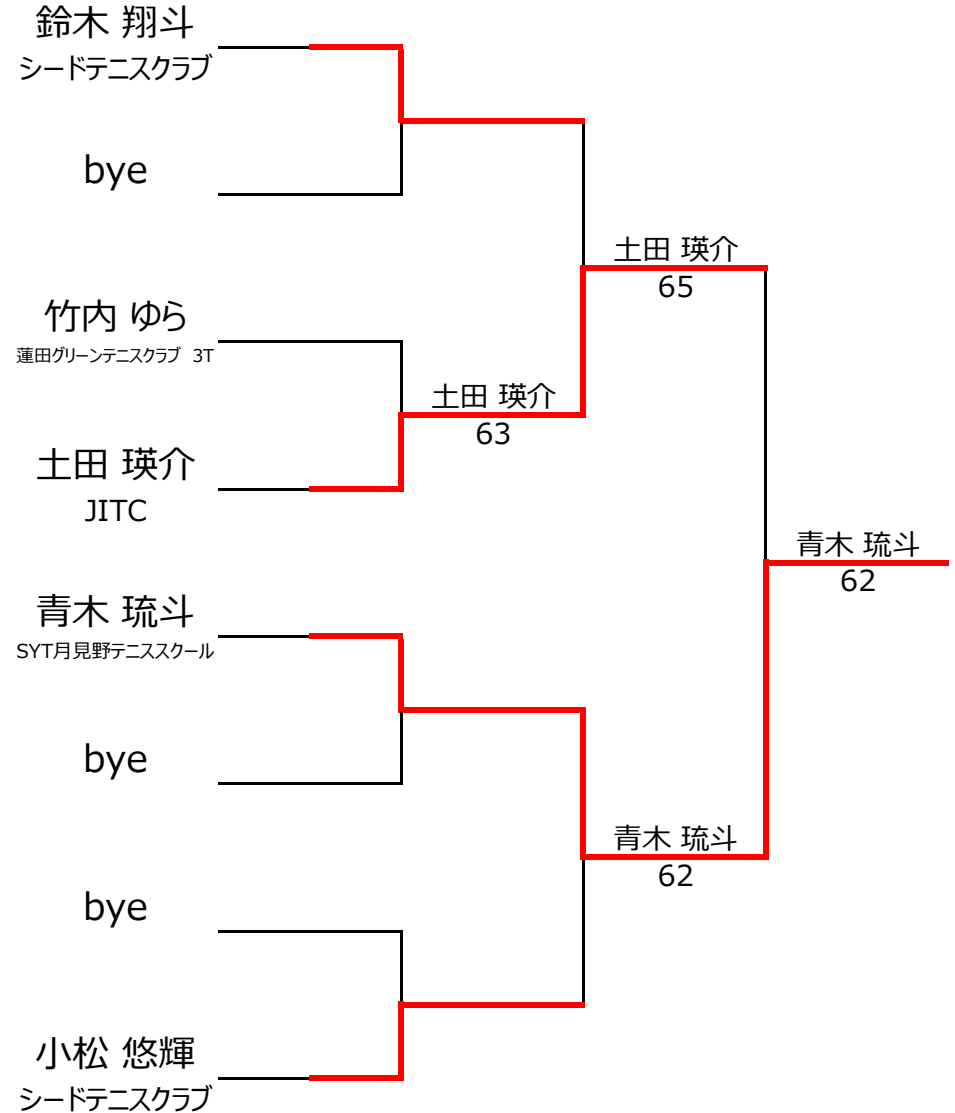 鈴木 翔斗
シードテニスクラブ
bye
土田 瑛介
65
竹内 ゆら
蓮田グリーンテニスクラブ 3T
土田 瑛介
63
土田 瑛介
JITC
青木 琉斗
62
青木 琉斗
SYT月見野テニススクール
bye
青木 琉斗
62
bye
小松 悠輝
シードテニスクラブ